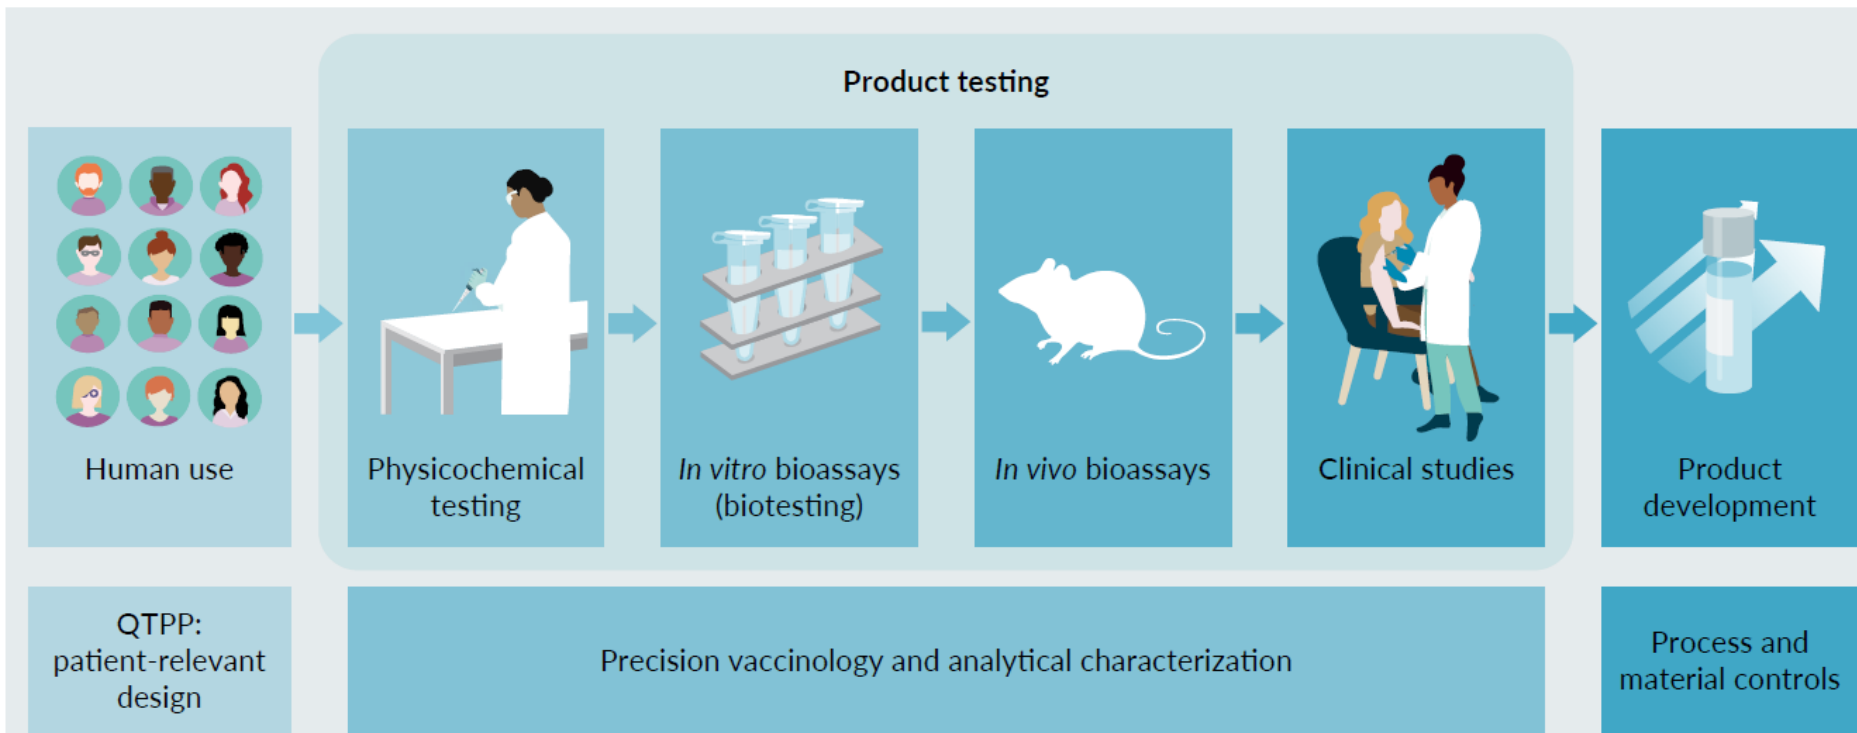 Product testing
Human use
Physicochemical
testing
In vitro bioassays
(biotesting)
In vivo bioassays
Clinical studies
Product
development
QTPP:
patient-relevant
design
Precision vaccinology and analytical characterization
Process and
material controls